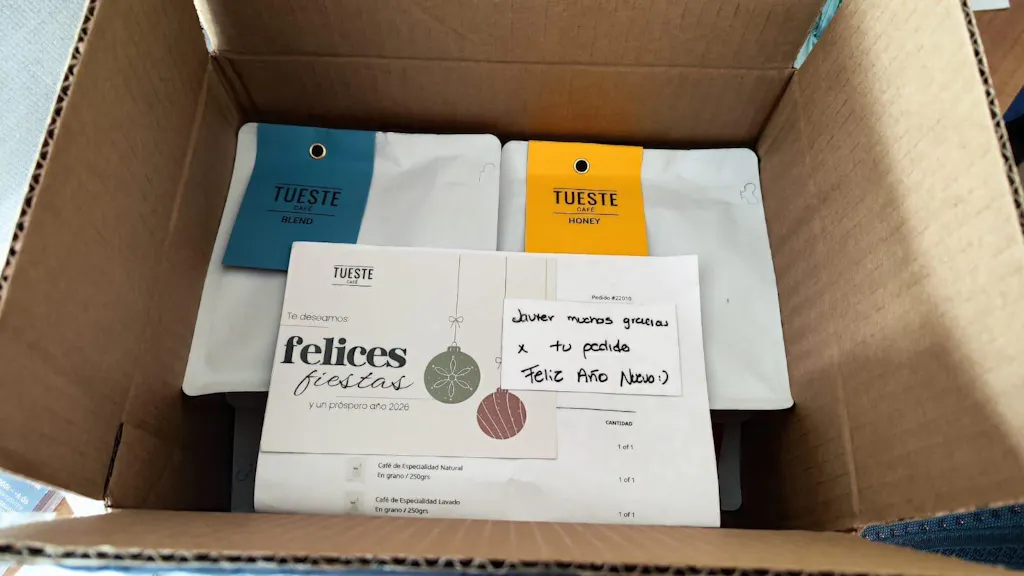 TUESTE
CAFÉ
BLEND
TUESTE
CAFÉ
HONEY
TUESTE
CAFÉ
Te deseamos:
felices
fiestas
y un próspero año 2026
Pedido #22010
Javier muchas gracias
x tu pedido
Feliz Año Nuevo :)
CANTIDAD
1 of 1
Café de Especialidad Natural
En grano / 250grs
1 of 1
Café de Especialidad Lavado
En grano / 250grs
1 of 1